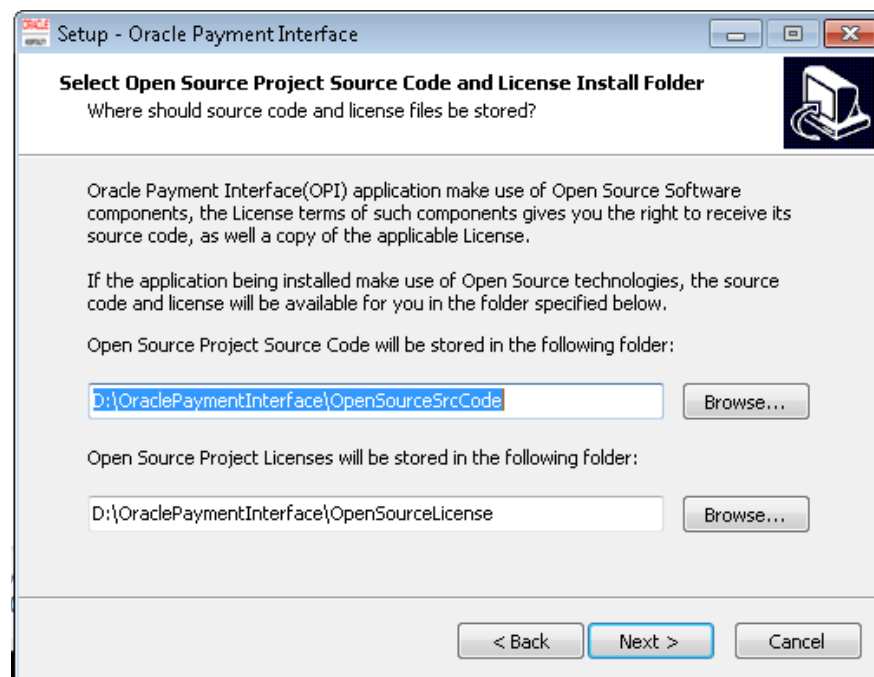 ORACLE
Setup - Oracle Payment Interface
Select Open Source Project Source Code and License Install Folder
Where should source code and license files be stored?
Oracle Payment Interface(OPI) application make use of Open Source Software
components, the License terms of such components gives you the right to receive its
source code, as well a copy of the applicable License.
If the application being installed make use of Open Source technologies, the source
code and license will be available for you in the folder specified below.
Open Source Project Source Code will be stored in the following folder:
D:\OraclePaymentInterface\OpenSourceSrcCode
Browse...
Open Source Project Licenses will be stored in the following folder:
D:\OraclePaymentInterface\OpenSourceLicense
Browse...
< Back
Next >
Cancel